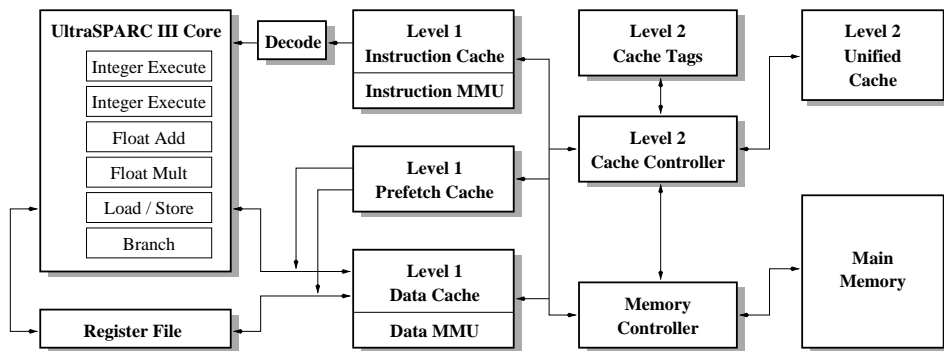 UltraSPARC III Core
Integer Execute
Integer Execute
Float Add
Float Mult
Load / Store
Branch
Register File
Decode
Level 1
Instruction Cache
Instruction MMU
Level 1
Prefetch Cache
Level 1
Data Cache
Data MMU
Level 2
Cache Tags
Level 2
Cache Controller
Memory
Controller
Level 2
Unified
Cache
Main
Memory